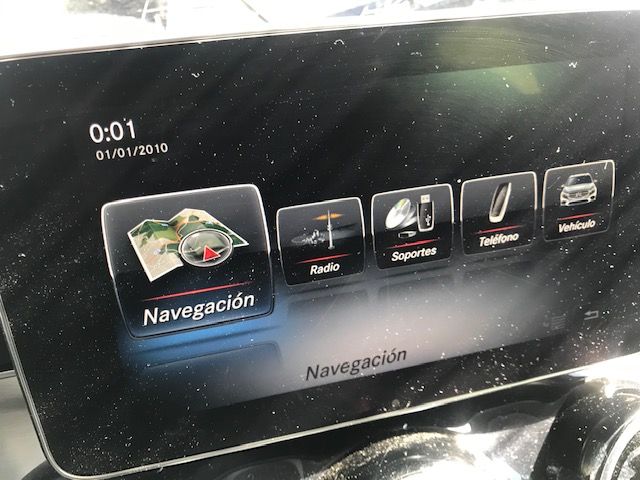 0:01
01/01/2010
Navegación
Radio
Soportes
Teléfono
Vehículo
Navegación